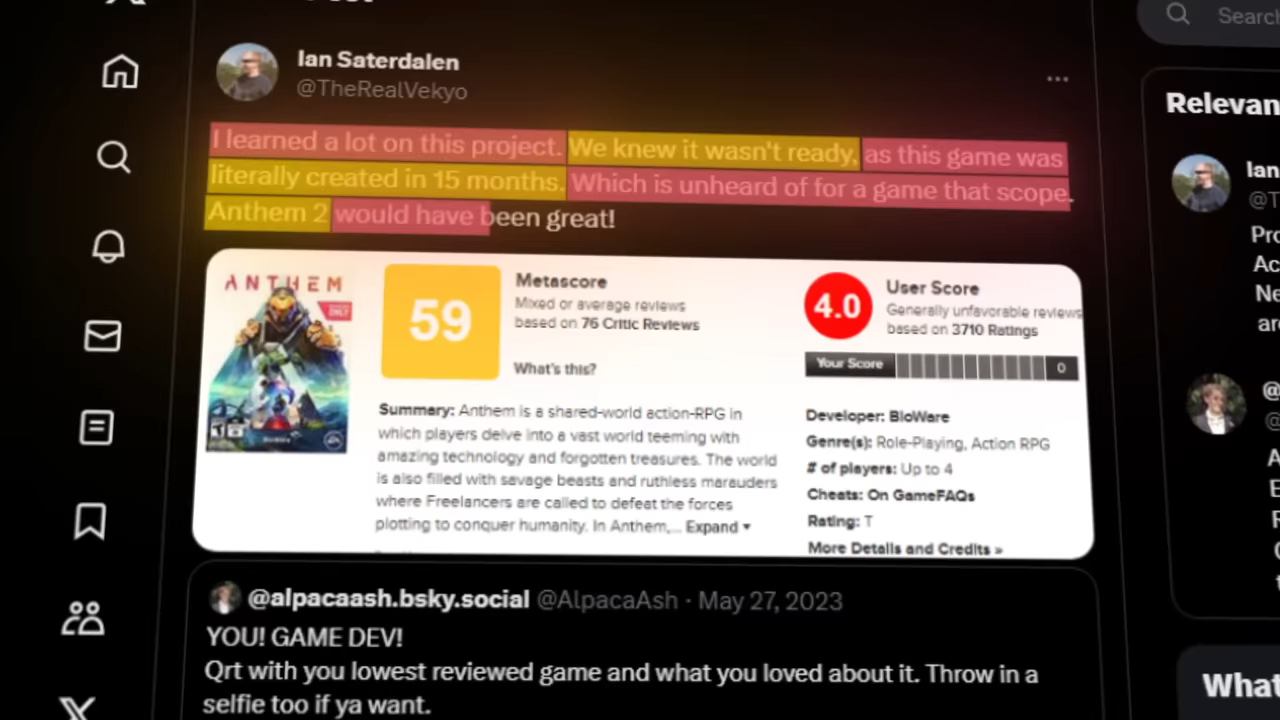 Search
Ian Saterdalen
@TheRealVekyo
Relevan
I learned a lot on this project. We knew it wasn't ready, as this game was
literally created in 15 months. Which is unheard of for a game that scope.
Anthem 2 would have been great!
Ian
@T
Pro
Ac
Ne
ar
ANTHEM
59
Metascore
Mixed or average reviews
based on 76 Critic Reviews
What's this?
4.0
User Score
Generally unfavorable reviews
based on 3710 Ratings
Your Score
0
Summary: Anthem is a shared-world action-RPG in
which players delve into a vast world teeming with
amazing technology and forgotten treasures. The world
is also filled with savage beasts and ruthless marauders
where Freelancers are called to defeat the forces
plotting to conquer humanity. In Anthem,... Expand
Developer: BioWare
Genre(s): Role-Playing, Action RPG
# of players: Up to 4
Cheats: On GameFAQs
Rating: T
More Details and Credits »
@alpacaash.bsky.social @AlpacaAsh · May 27, 2023
YOU! GAME DEV!
Qrt with you lowest reviewed game and what you loved about it. Throw in a
selfie too if ya want.
What